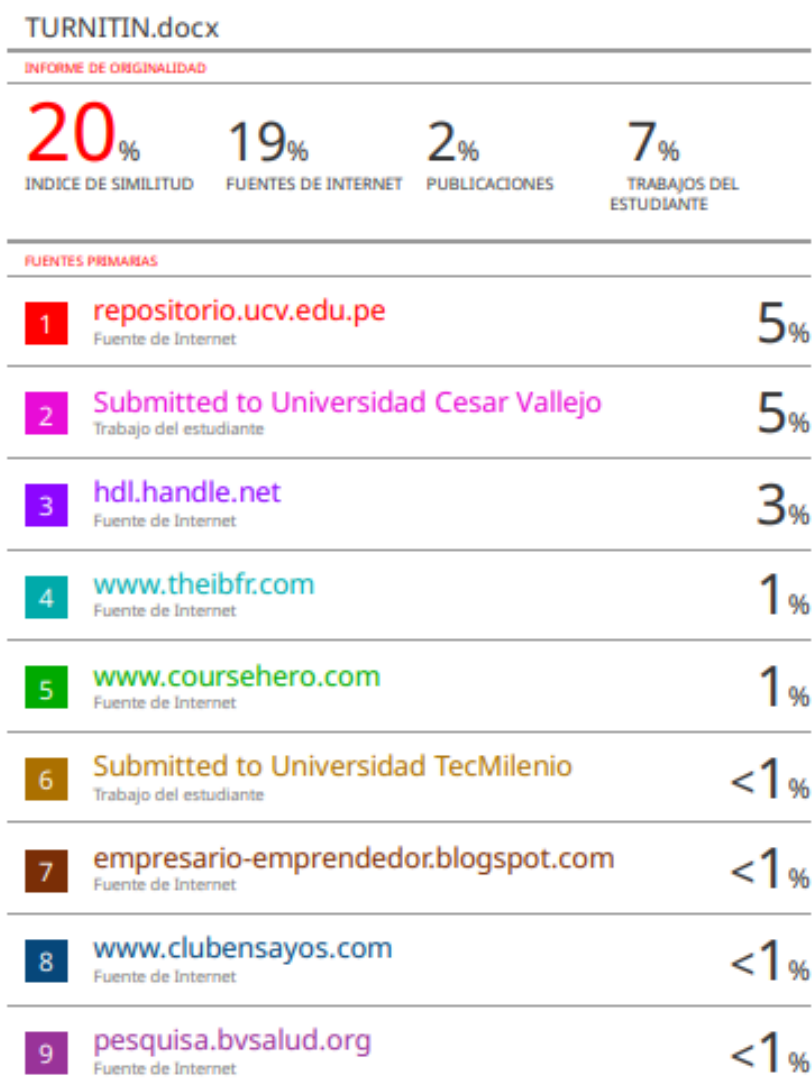 TURNITIN.docx
INFORME DE ORIGINALIDAD
20% 19% 2% 7%
INDICE DE SIMILITUD FUENTES DE INTERNET PUBLICACIONES TRABAJOS DEL
ESTUDIANTE
FUENTES PRIMARIAS
1 repositorio.ucv.edu.pe 5%
Fuente de Internet
2 Submitted to Universidad Cesar Vallejo 5%
Trabajo del estudiante
3 hdl.handle.net 3%
Fuente de Internet
4 www.theibfr.com 1%
Fuente de Internet
5 www.coursehero.com 1%
Fuente de Internet
6 Submitted to Universidad TecMilenio <1%
Trabajo del estudiante
7 empresario-emprendedor.blogspot.com <1%
Fuente de Internet
8 www.clubensayos.com <1%
Fuente de Internet
9 pesquisa.bvsalud.org <1%
Fuente de Internet